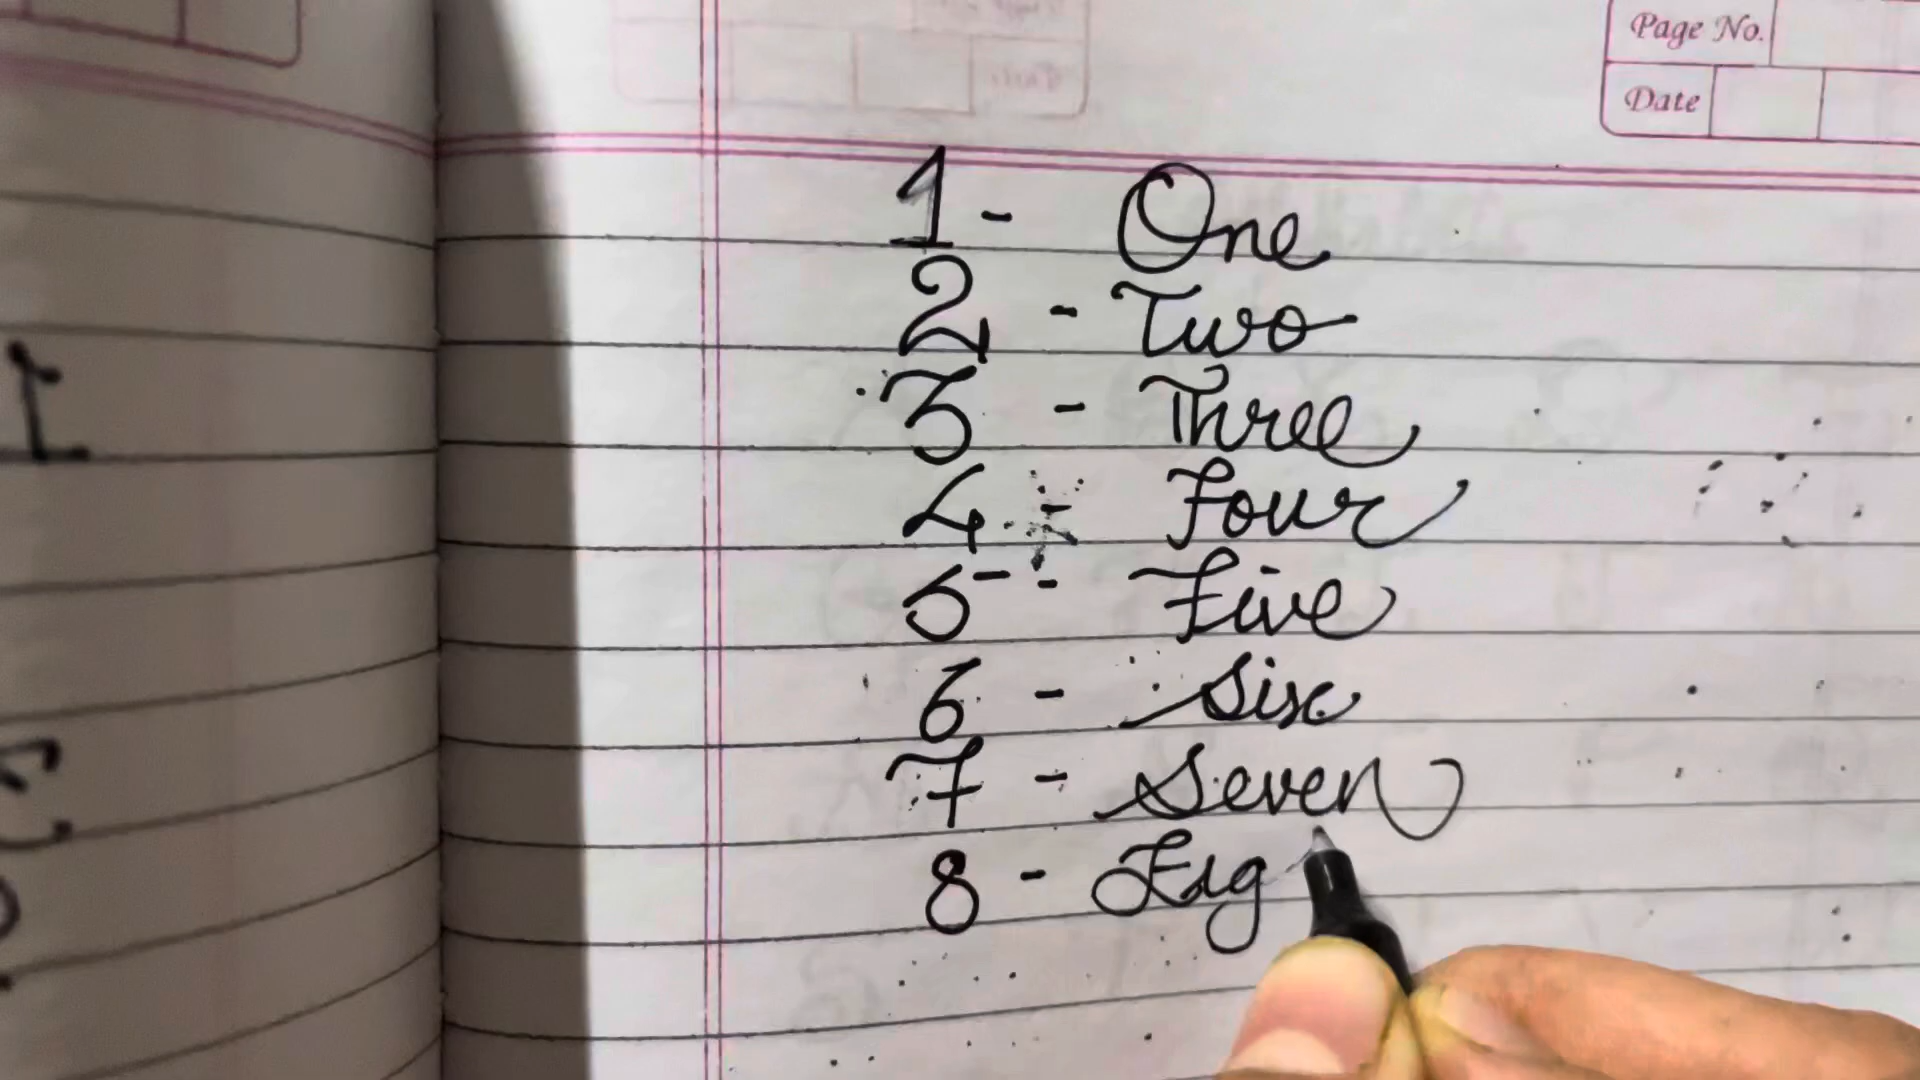 Page No.
Date
1 - One
2 - Two
3 - Three
4 - Four
5 - Five
6 - Six
7 - Seven
8 - Eig